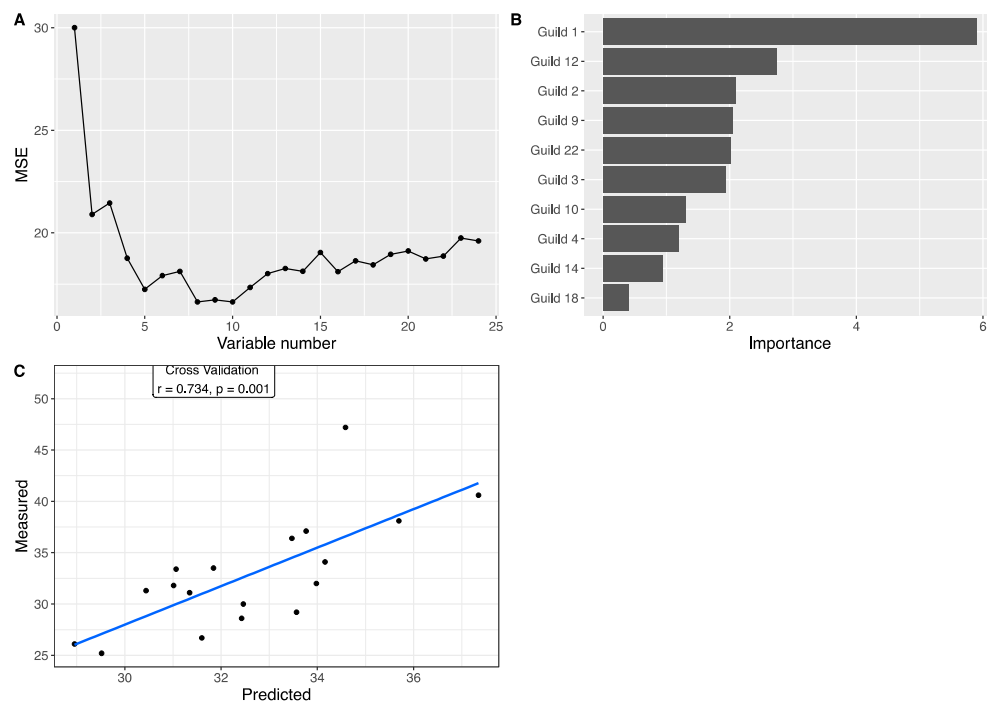 A
MSE
30
25
20
0
5
10
15
20
25
Variable number
B
Guild 1
Guild 12
Guild 2
Guild 9
Guild 22
Guild 3
Guild 10
Guild 4
Guild 14
Guild 18
0
2
4
6
Importance
C
Cross Validation
r = 0.734, p = 0.001
Measured
50
45
40
35
30
25
30
32
34
36
Predicted